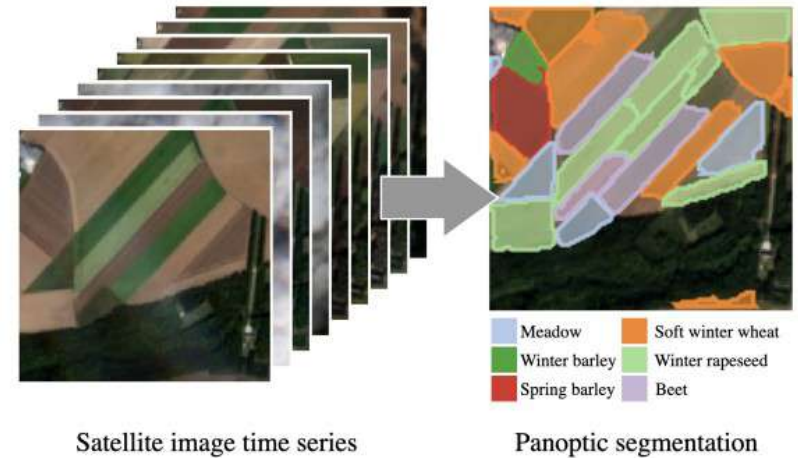 Meadow
Soft winter wheat
Winter barley
Winter rapeseed
Spring barley
Beet
Satellite image time series
Panoptic segmentation